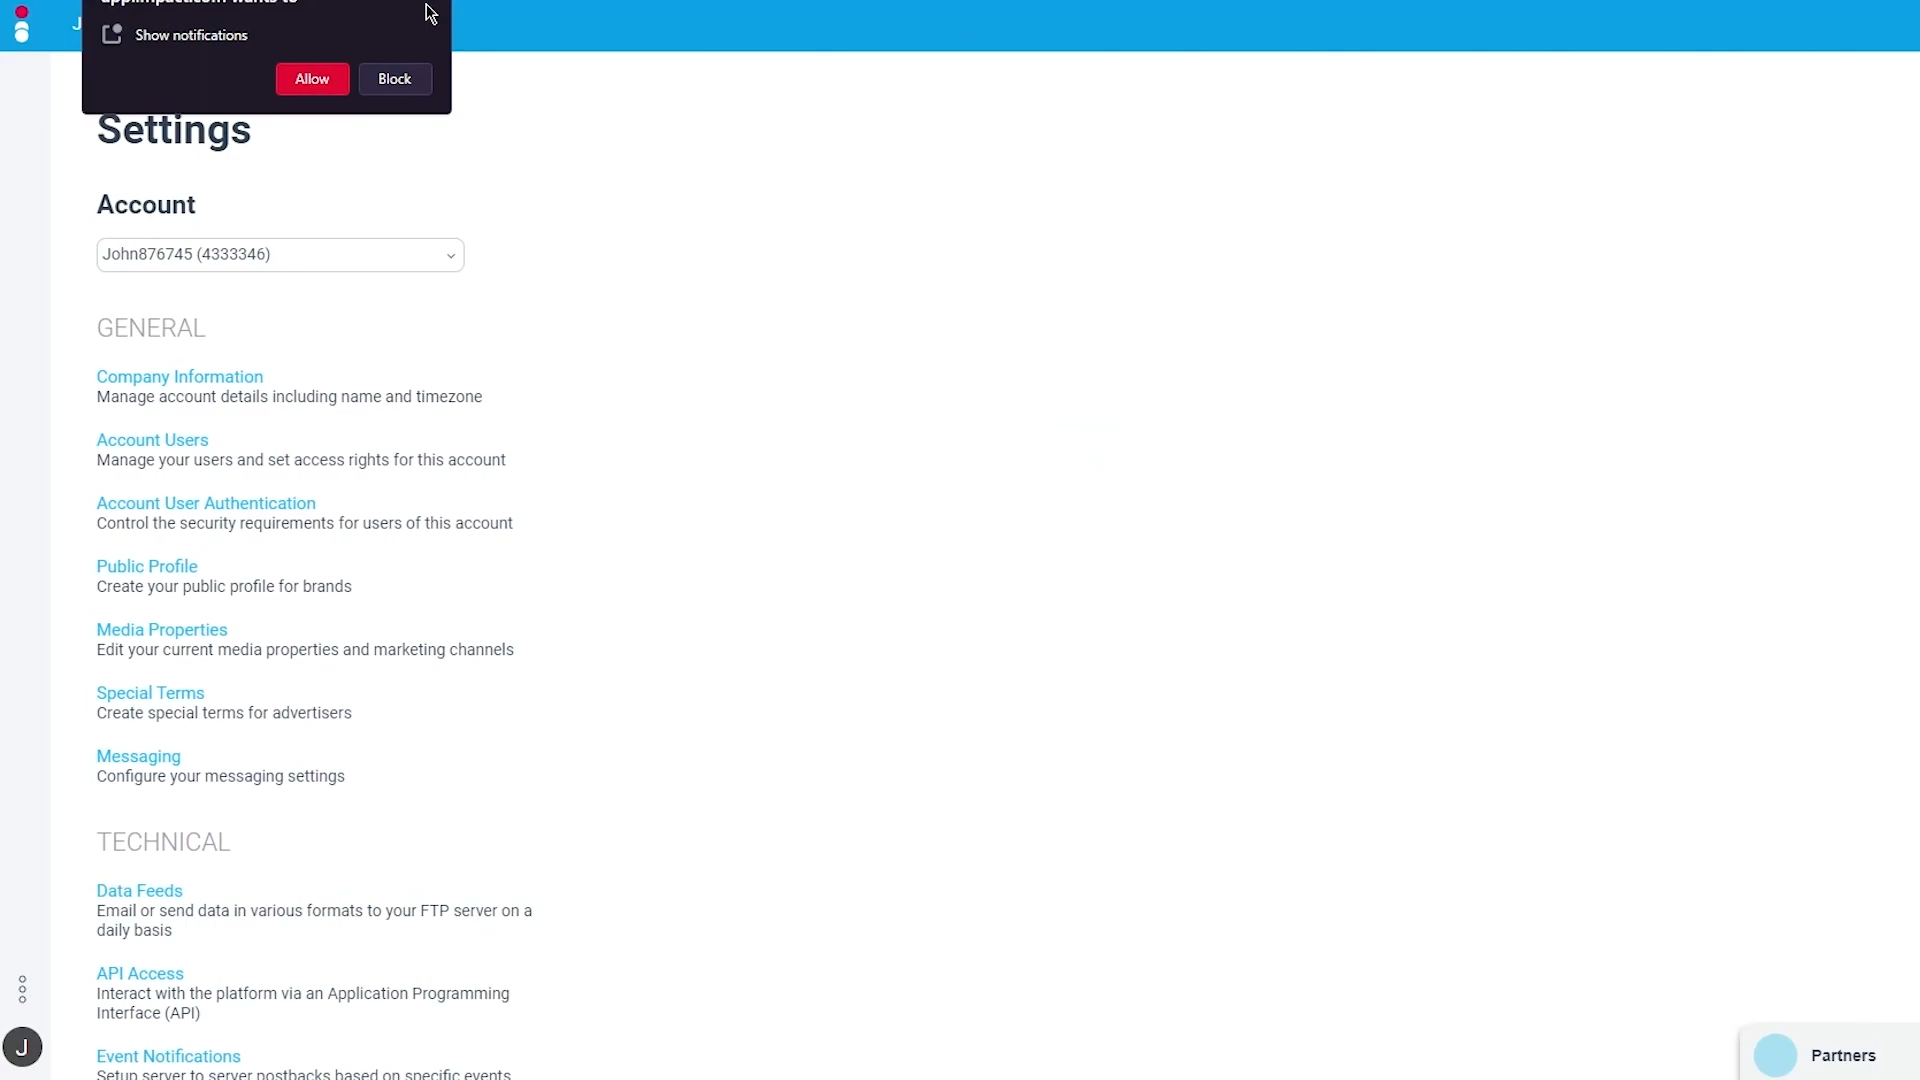 J
Show notifications
Allow
Block
Settings
Account
John876745 (4333346)
GENERAL
Company Information
Manage account details including name and timezone
Account Users
Manage your users and set access rights for this account
Account User Authentication
Control the security requirements for users of this account
Public Profile
Create your public profile for brands
Media Properties
Edit your current media properties and marketing channels
Special Terms
Create special terms for advertisers
Messaging
Configure your messaging settings
TECHNICAL
Data Feeds
Email or send data in various formats to your FTP server on a
daily basis
API Access
Interact with the platform via an Application Programming
Interface (API)
Event Notifications
Setup server to server postbacks based on specific events
J
Partners